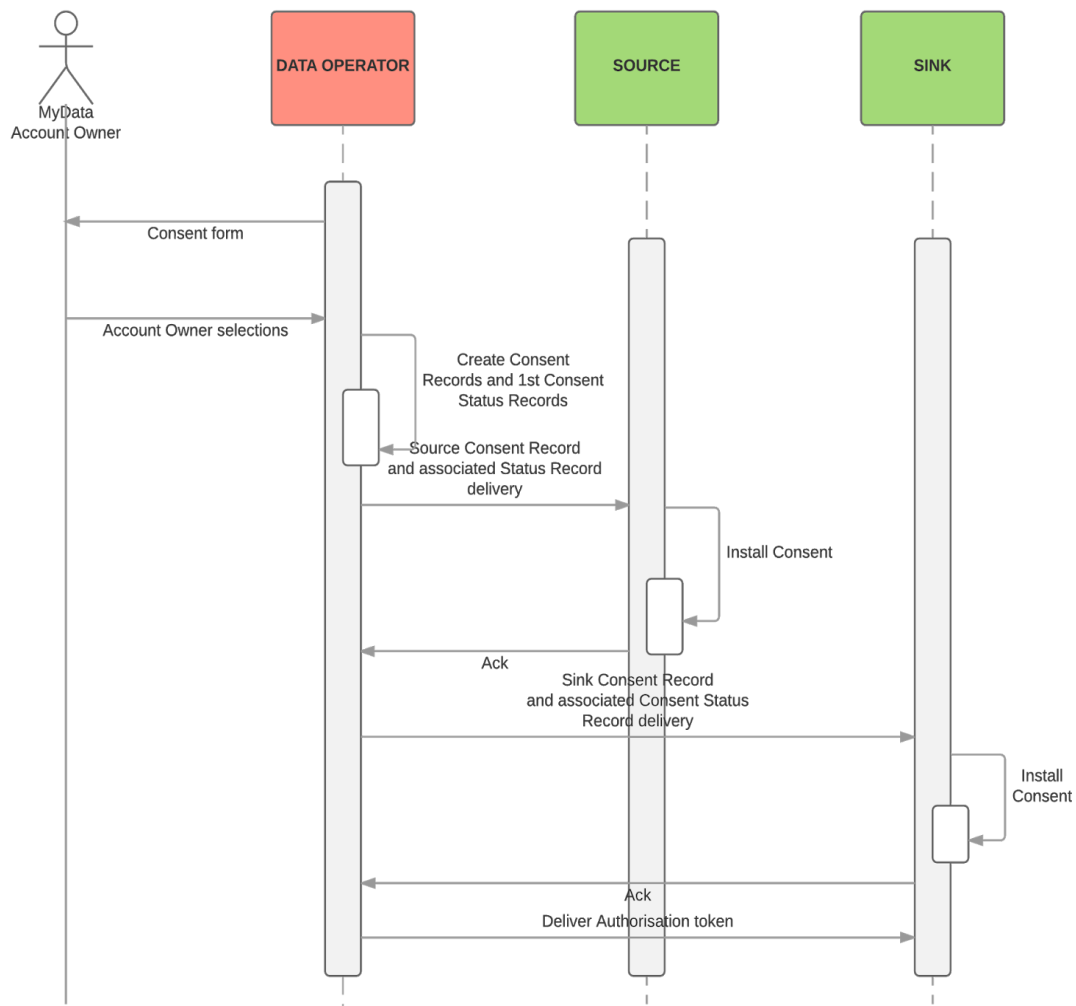 DATA OPERATOR
SOURCE
SINK
MyData
Account Owner
Consent form
Account Owner selections
Create Consent
Records and 1st Consent
Status Records
Source Consent Record
and associated Status Record
delivery
Install Consent
Ack
Sink Consent Record
and associated Consent Status
Record delivery
Install
Consent
Ack
Deliver Authorisation token